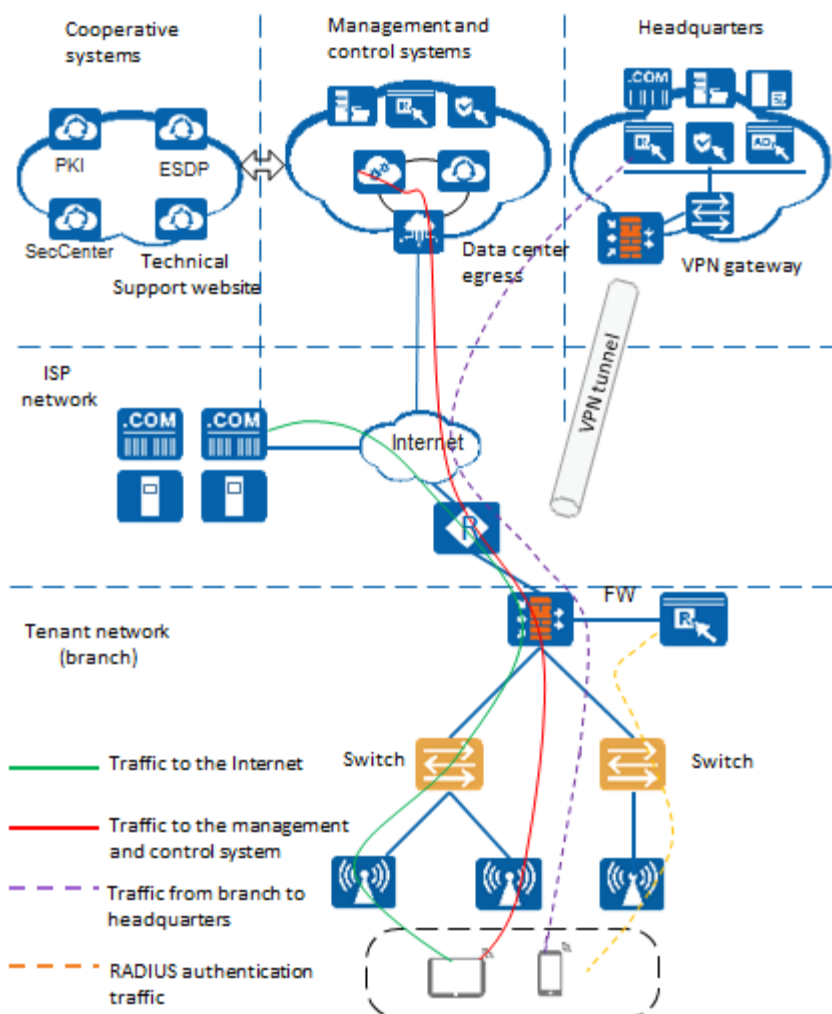 Cooperative
systems
Management and
control systems
Headquarters
.COM
R
AD
PKI
ESDP
SecCenter
Technical
Support website
Data center
egress
VPN gateway
VPN tunnel
ISP
network
.COM
.COM
Internet
R
FW
R
Tenant network
(branch)
Switch
Switch
Traffic to the Internet
Traffic to the management
and control system
Traffic from branch to
headquarters
RADIUS authentication
traffic